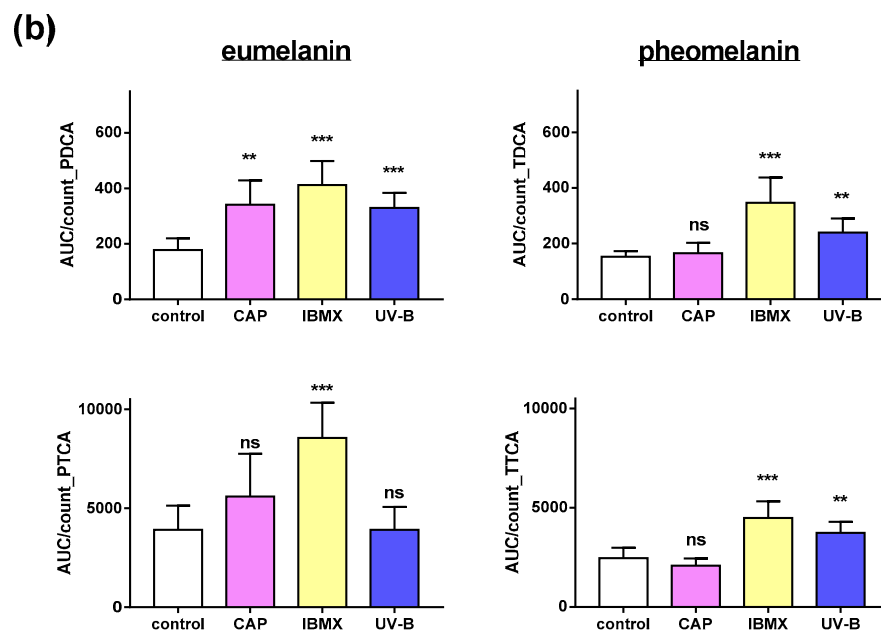 (b)
eumelanin
AUC/count_PDCA
600
400
200
0
**
***
***
control CAP IBMX UV-B
pheomelanin
AUC/count_TDCA
600
400
200
0
ns
***
**
control CAP IBMX UV-B
AUC/count_PTCA
10000
5000
0
ns
***
ns
control CAP IBMX UV-B
AUC/count_TTCA
10000
5000
0
ns
***
**
control CAP IBMX UV-B